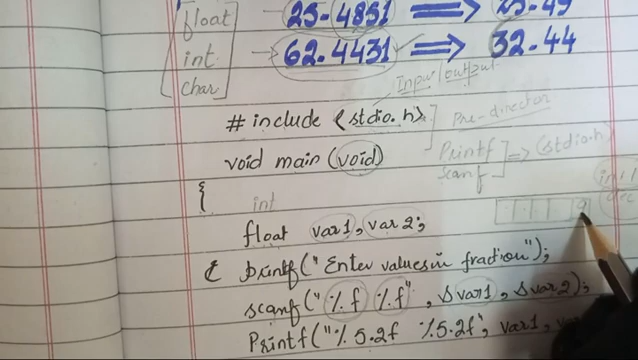 float 25.4851 ⟹ 25.49
int 62.4431 ⟹ 32.44
char
Input/output
#include <stdio.h>
Pre-director
void main (void)
Printf ⟹ (stdio.h)
scanf
{
int
float var1, var2;
printf("Enter values in fraction");
scanf("%f %f", &var1, &var2);
Printf("%5.2f %5.2f", var1,